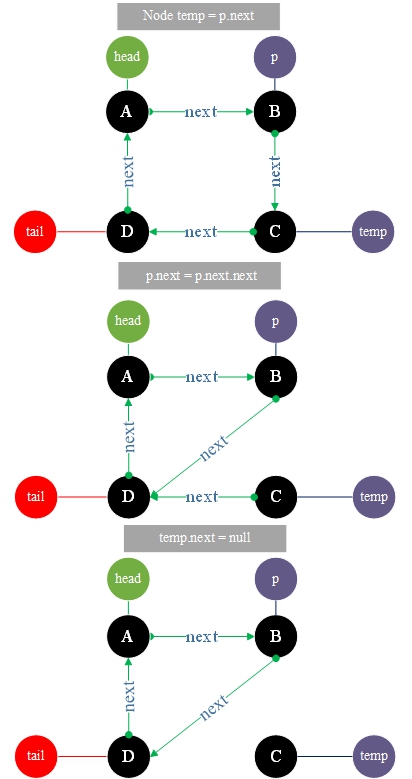 Node temp = p.next
head p
A next B
next next
tail D next C temp
p.next = p.next.next
head p
A next B
next next
tail D next C temp
temp.next = null
head p
A next B
next next
tail D C temp